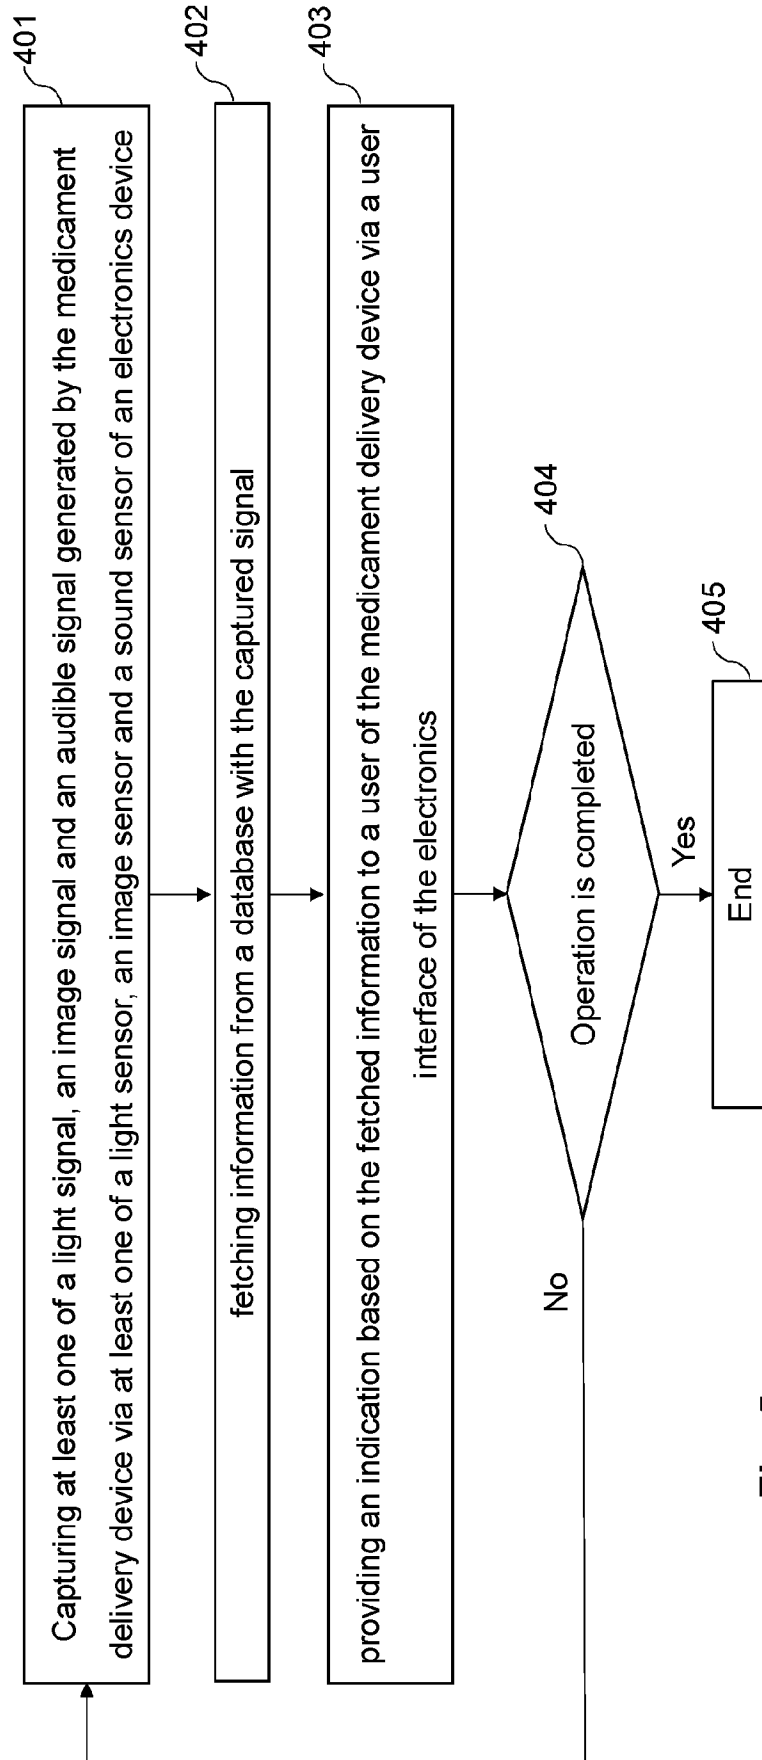 401
Capturing at least one of a light signal, an image signal and an audible signal generated by the medicament
delivery device via at least one of a light sensor, an image sensor and a sound sensor of an electronics device
402
fetching information from a database with the captured signal
403
providing an indication based on the fetched information to a user of the medicament delivery device via a user
interface of the electronics
404
Operation is completed
No
Yes
405
End